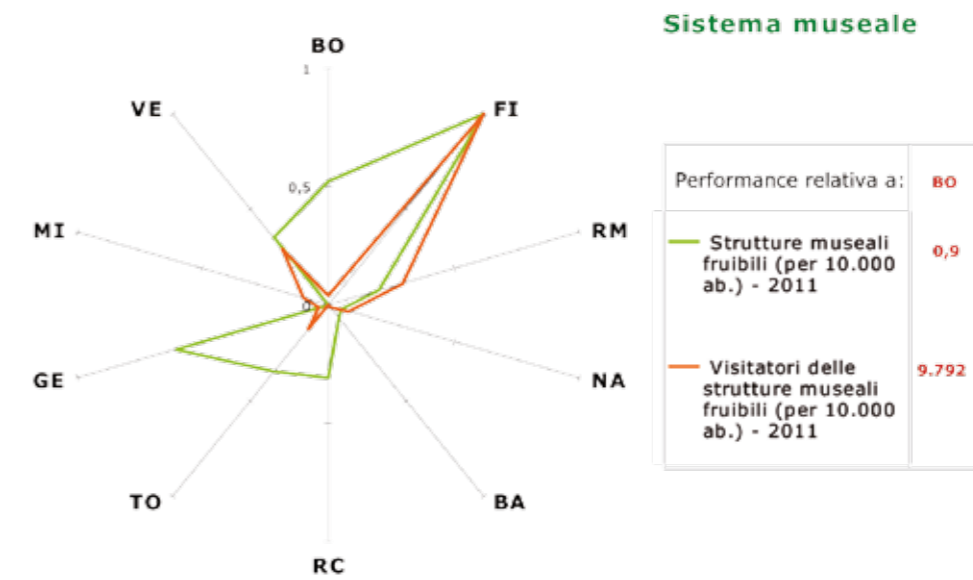 Sistema museale
BO
1
VE
FI
0,5
MI
RM
0
GE
NA
TO
BA
RC
Performance relativa a:
BO
Strutture museali
fruibili (per 10.000
ab.) - 2011
0,9
Visitatori delle
strutture museali
fruibili (per 10.000
ab.) - 2011
9.792